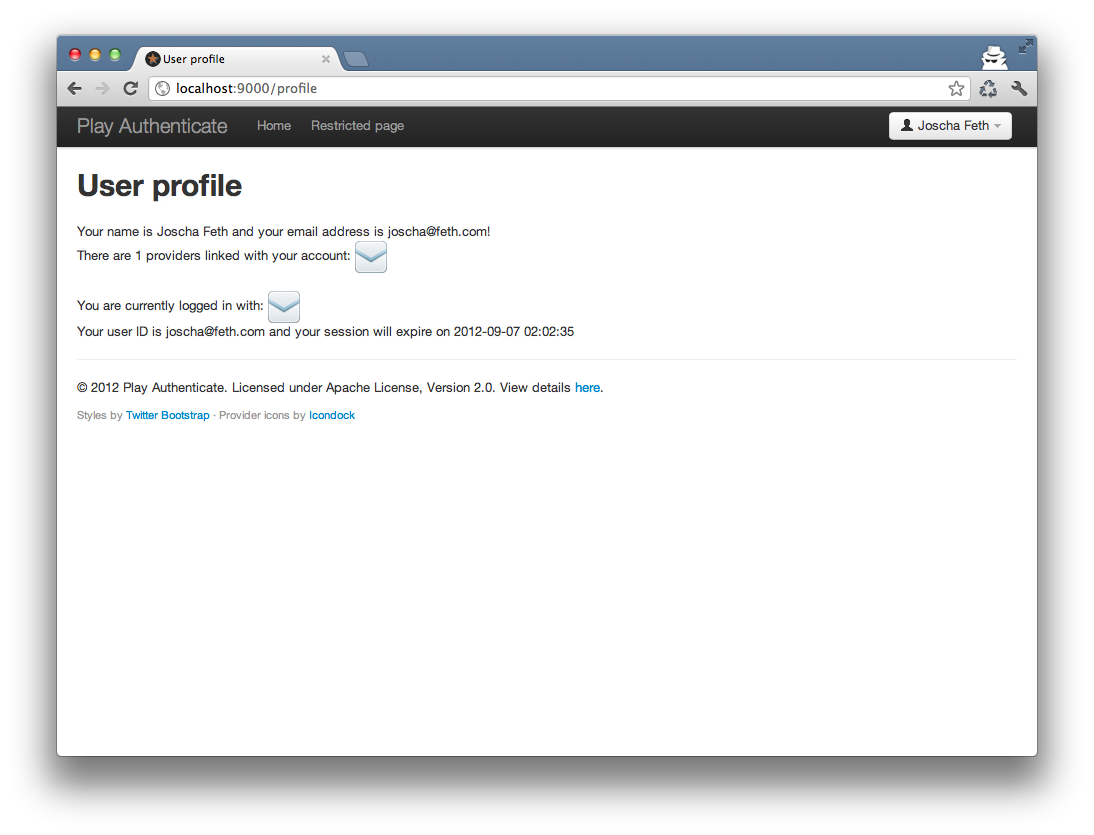 User profile
localhost:9000/profile
Play Authenticate Home Restricted page Joscha Feth
User profile
Your name is Joscha Feth and your email address is joscha@feth.com!
There are 1 providers linked with your account:
You are currently logged in with:
Your user ID is joscha@feth.com and your session will expire on 2012-09-07 02:02:35
© 2012 Play Authenticate. Licensed under Apache License, Version 2.0. View details here.
Styles by Twitter Bootstrap · Provider icons by Icondock